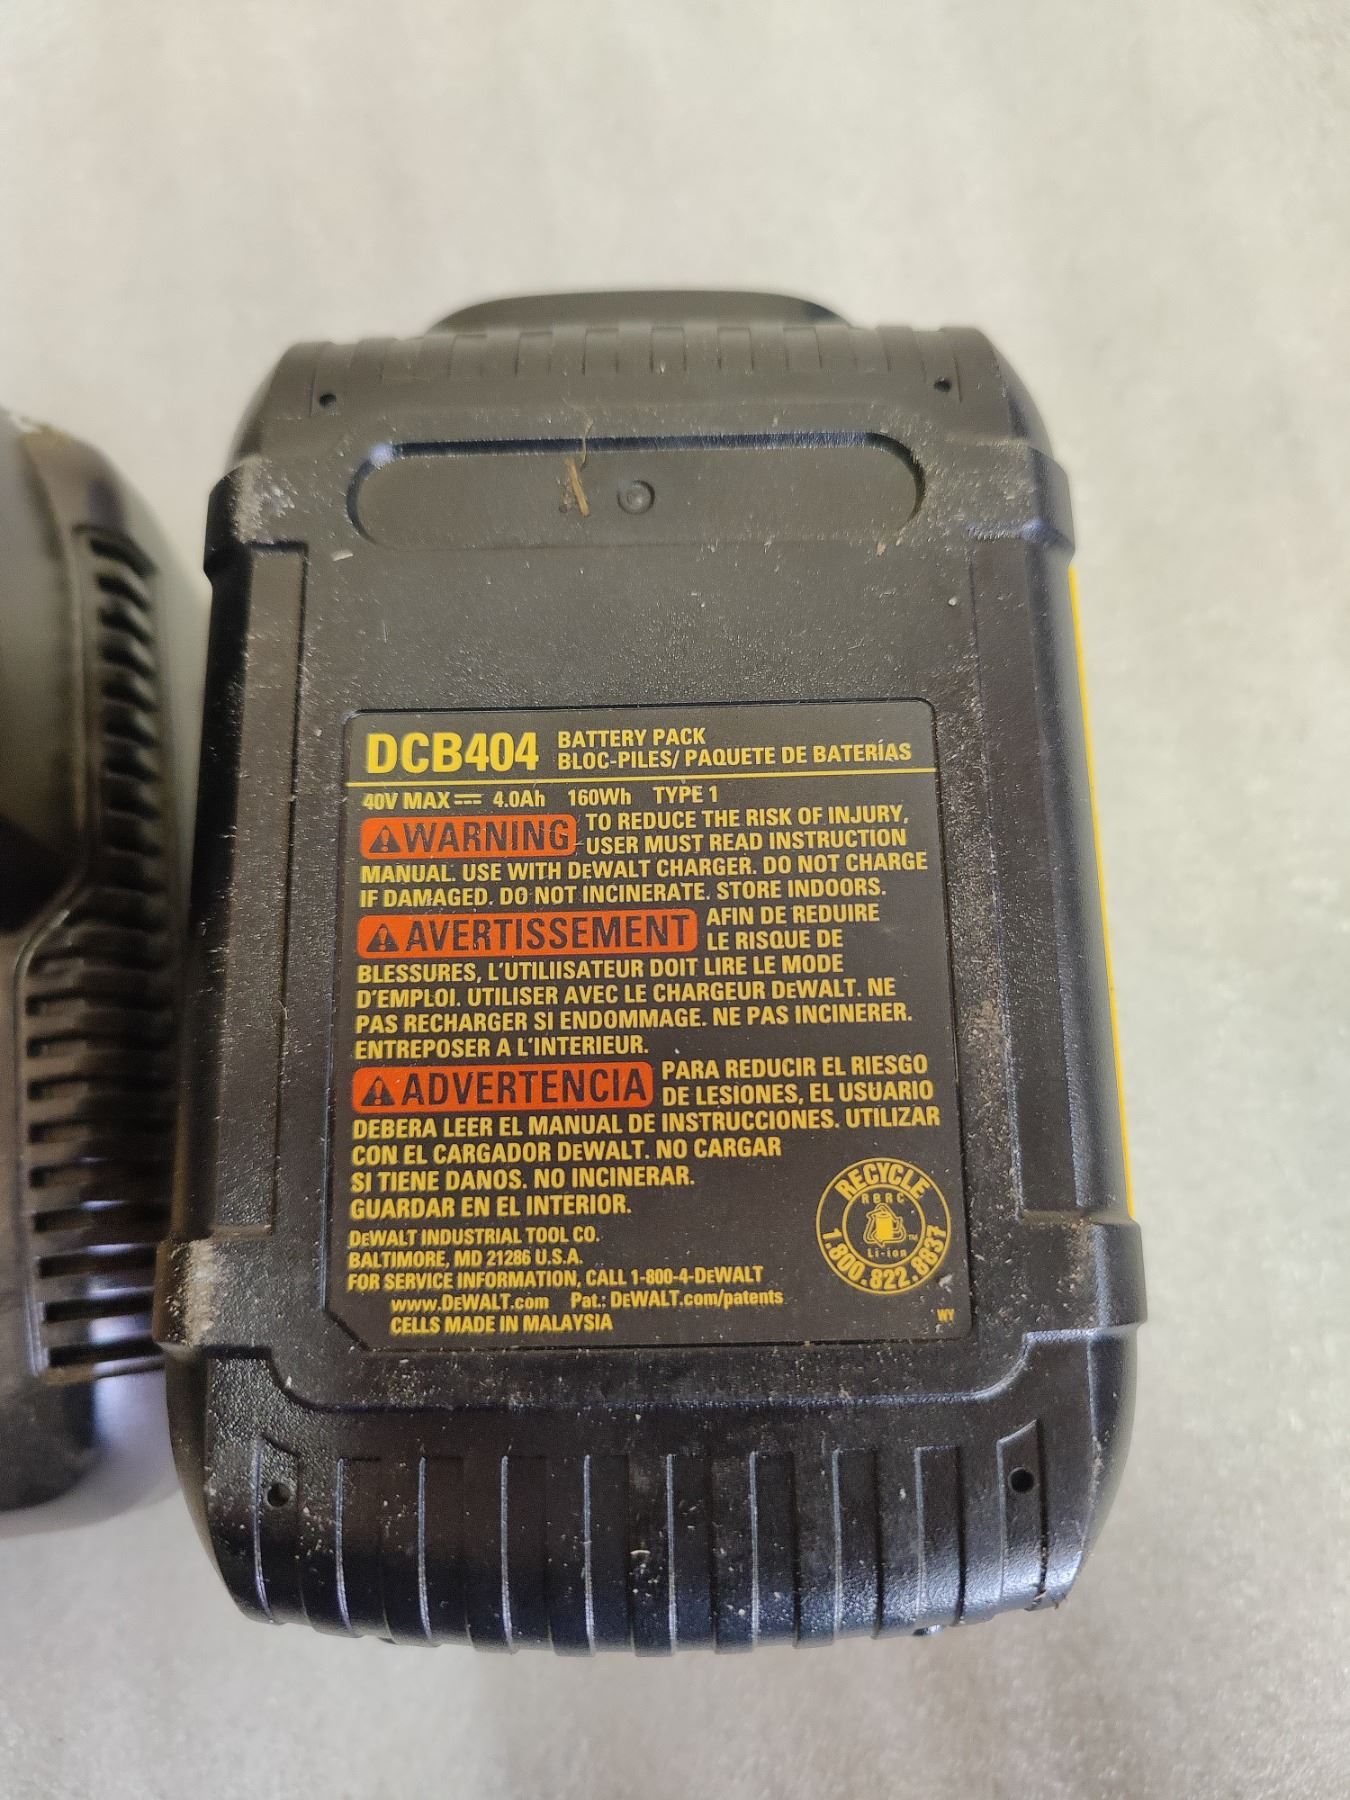 DCB404 BATTERY PACK
BLOC-PILES/ PAQUETE DE BATERÍAS
40V MAX⎓ 4.0Ah 160Wh TYPE 1
⚠WARNING TO REDUCE THE RISK OF INJURY,
USER MUST READ INSTRUCTION
MANUAL. USE WITH DEWALT CHARGER. DO NOT CHARGE
IF DAMAGED. DO NOT INCINERATE. STORE INDOORS.
⚠AVERTISSEMENT AFIN DE REDUIRE
LE RISQUE DE
BLESSURES, L'UTILIISATEUR DOIT LIRE LE MODE
D'EMPLOI. UTILISER AVEC LE CHARGEUR DEWALT. NE
PAS RECHARGER SI ENDOMMAGE. NE PAS INCINERER.
ENTREPOSER A L'INTERIEUR.
⚠ADVERTENCIA PARA REDUCIR EL RIESGO
DE LESIONES, EL USUARIO
DEBERA LEER EL MANUAL DE INSTRUCCIONES. UTILIZAR
CON EL CARGADOR DEWALT. NO CARGAR
SI TIENE DANOS. NO INCINERAR.
GUARDAR EN EL INTERIOR.
DEWALT INDUSTRIAL TOOL CO.
BALTIMORE, MD 21286 U.S.A.
FOR SERVICE INFORMATION, CALL 1-800-4-DEWALT
www.DeWALT.com Pat.: DeWALT.com/patents
CELLS MADE IN MALAYSIA
RECYCLE
RBRC
TM
Li-ion
1.800.822.8837
WY